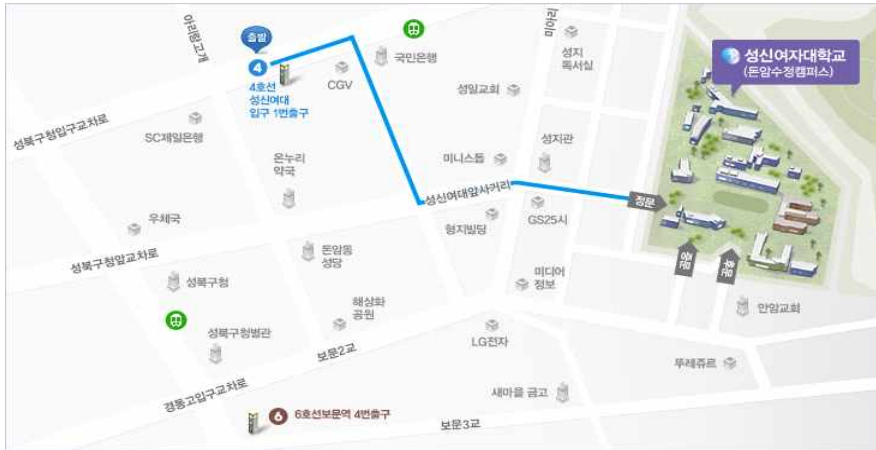 아리랑고개
출발
4
4호선
성신여대
입구 1번출구
CGV
국민은행
미아리
성지
독서실
성신여자대학교
(돈암수정캠퍼스)
성북구청입구교차로
SC제일은행
성일교회
온누리
약국
미니스톱
성지관
성신여대앞사거리
정문
우체국
형지빌딩
GS25시
성북구청앞교차로
돈암동
성당
중문
후문
성북구청
미디어
정보
해상화
공원
안암교회
성북구청별관
LG전자
보문2교
뚜레쥬르
경동고입구교차로
새마을 금고
6
6호선보문역 4번출구
보문3교